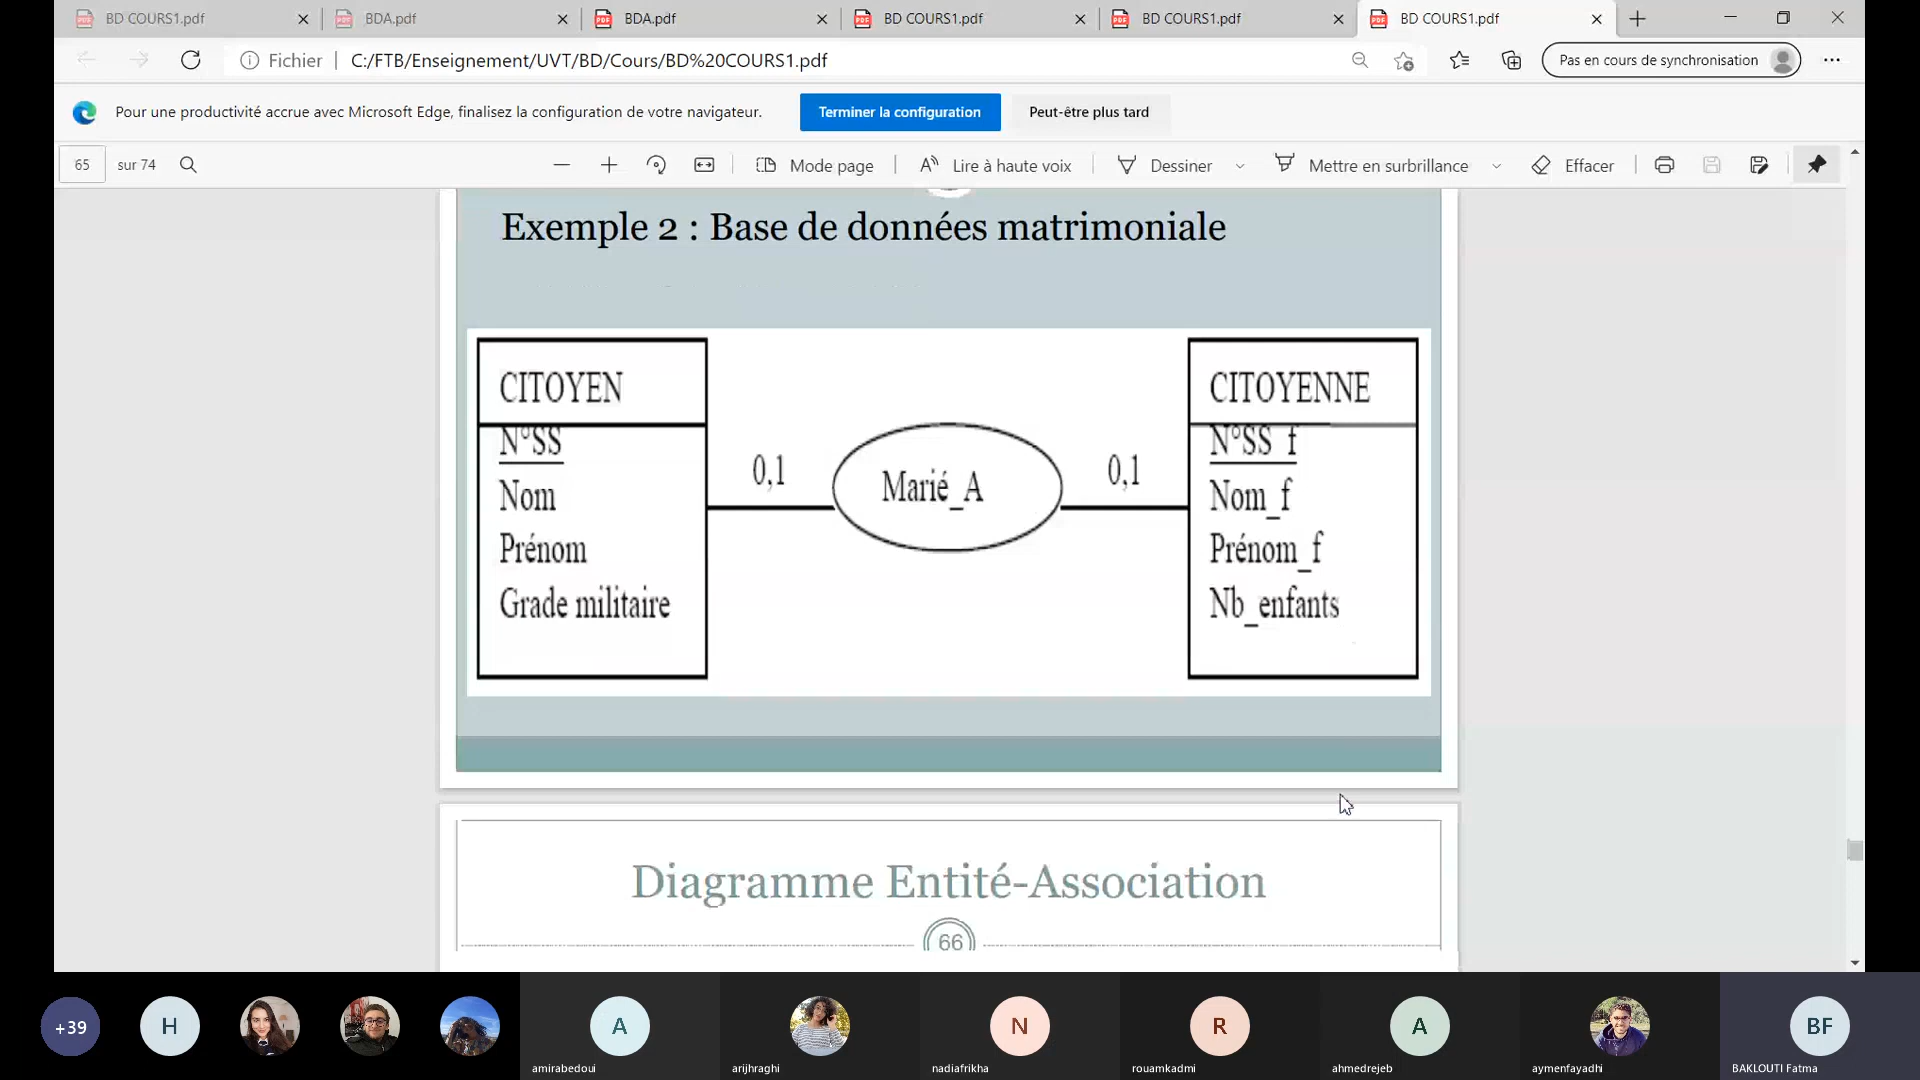 BD COURS1.pdf
BDA.pdf
BDA.pdf
BD COURS1.pdf
BD COURS1.pdf
BD COURS1.pdf
Fichier
C:/FTB/Enseignement/UVT/BD/Cours/BD%20COURS1.pdf
Pas en cours de synchronisation
Pour une productivité accrue avec Microsoft Edge, finalisez la configuration de votre navigateur.
Terminer la configuration
Peut-être plus tard
65 sur 74
Mode page
Lire à haute voix
Dessiner
Mettre en surbrillance
Effacer
Exemple 2 : Base de données matrimoniale
CITOYEN
N°SS
Nom
Prénom
Grade militaire
0,1
Marié_A
0,1
CITOYENNE
N°SS_f
Nom_f
Prénom_f
Nb_enfants
Diagramme Entité-Association
66
+39
H
A
amirabedoui
arijhraghi
N
nadiafrikha
R
rouamkadmi
A
ahmedrejeb
aymenfayadhi
BF
BAKLOUTI Fatma